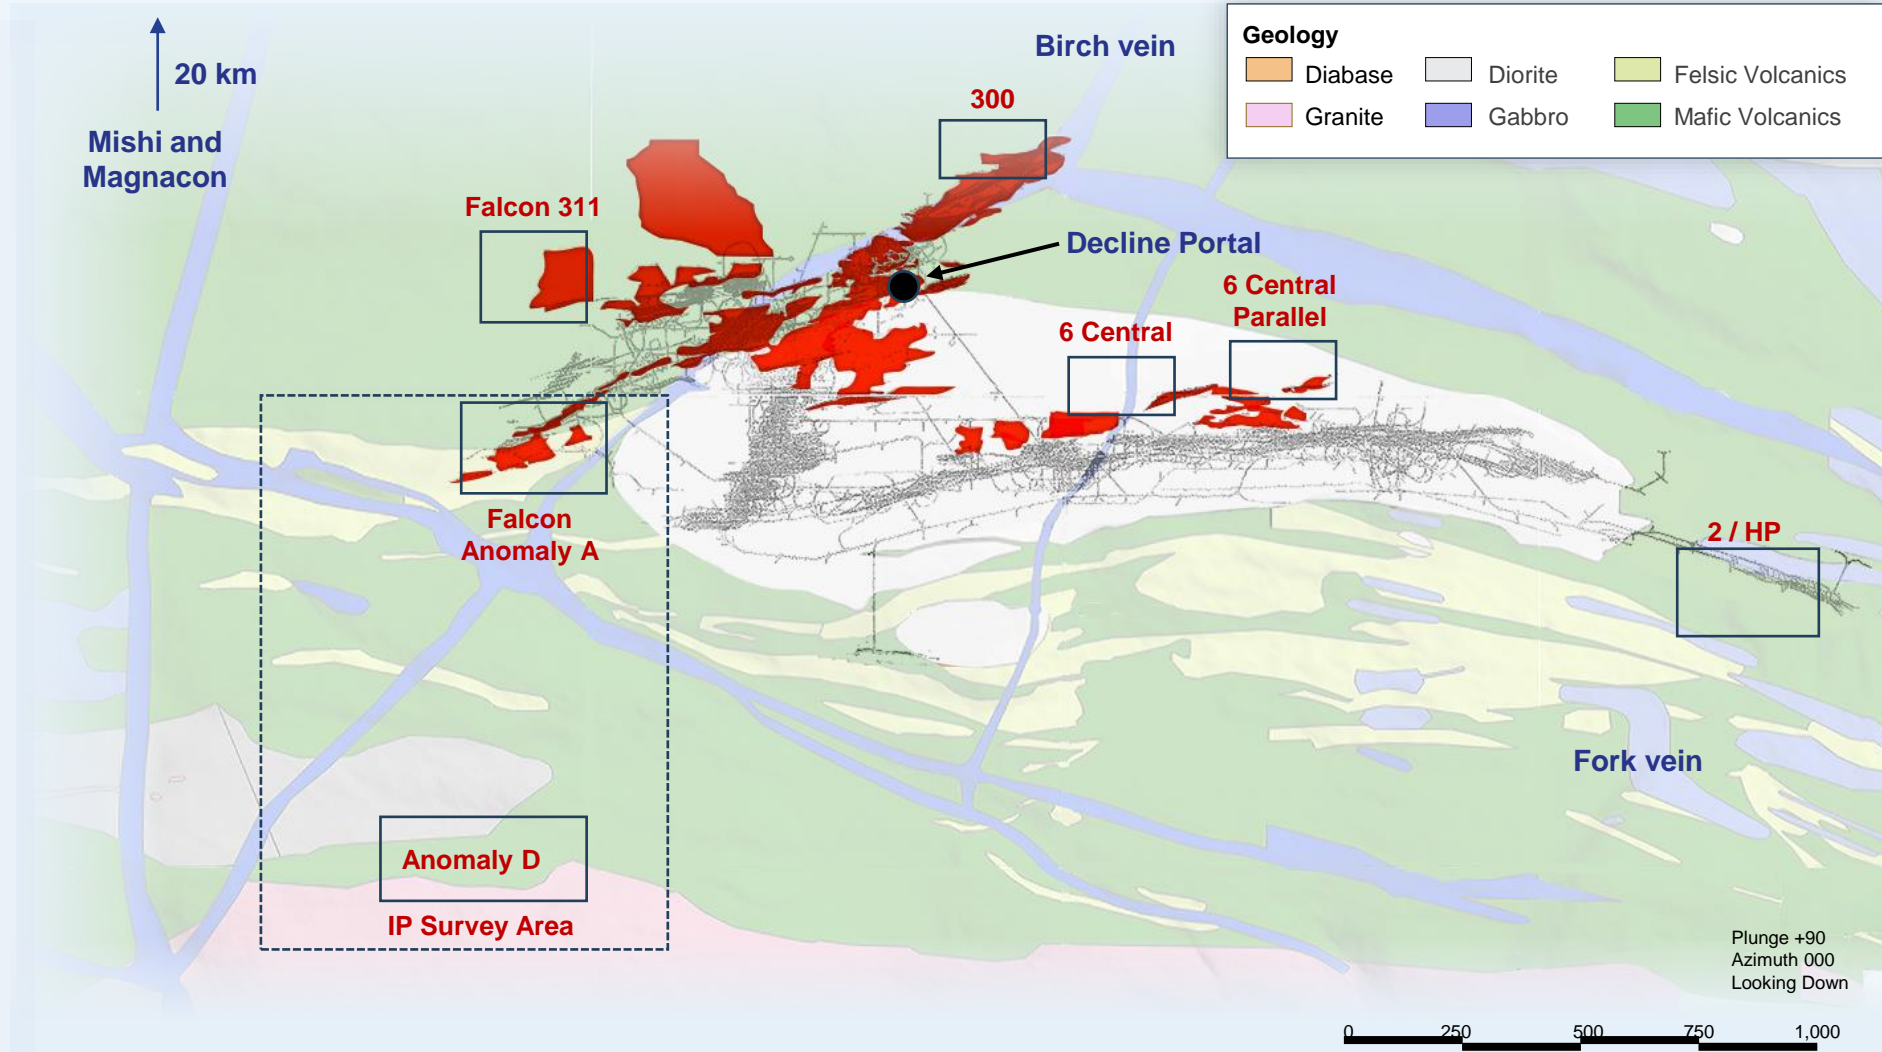 Geology
Diabase
Diorite
Felsic Volcanics
Granite
Gabbro
Mafic Volcanics
20 km
Mishi and
Magnacon
Birch vein
300
Falcon 311
Decline Portal
6 Central
Parallel
6 Central
Falcon
Anomaly A
2 / HP
Fork vein
Anomaly D
IP Survey Area
Plunge +90
Azimuth 000
Looking Down
0 250 500 750 1,000